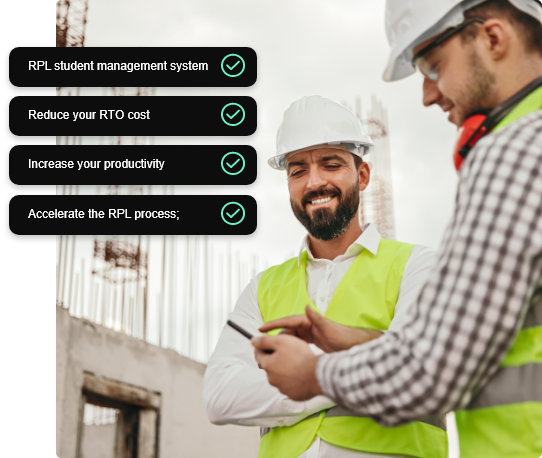 RPL student management system
Reduce your RTO cost
Increase your productivity
Accelerate the RPL process;